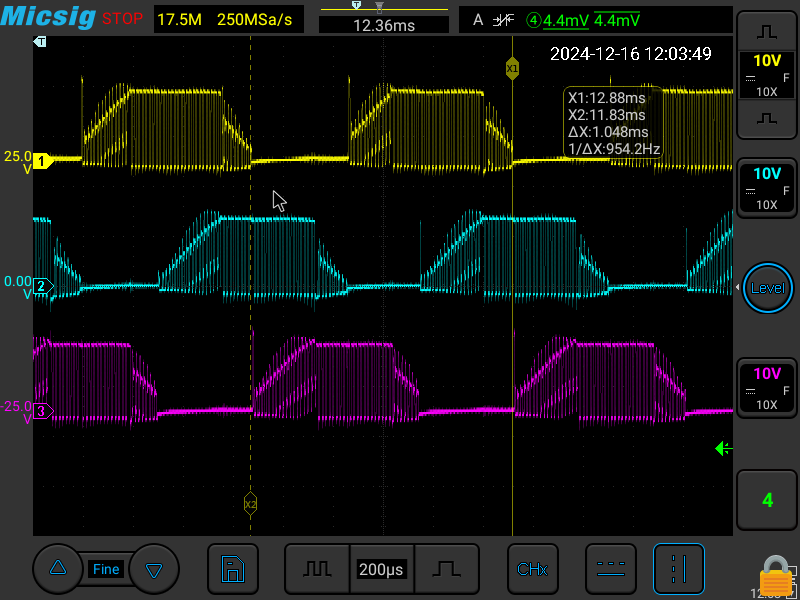 Micsig STOP 17.5M 250MSa/s T 12.36ms A 4 4.4mV 4.4mV
T
2024-12-16 12:03:49
X1
X1:12.88ms
X2:11.83ms
ΔX:1.048ms
1/ΔX:954.2Hz
25.0
V
1
0.00
V
2
-25.0
V
3
X2
10V
F
10X
10V
F
10X
Level
10V
F
10X
4
Fine
200μs
CHx